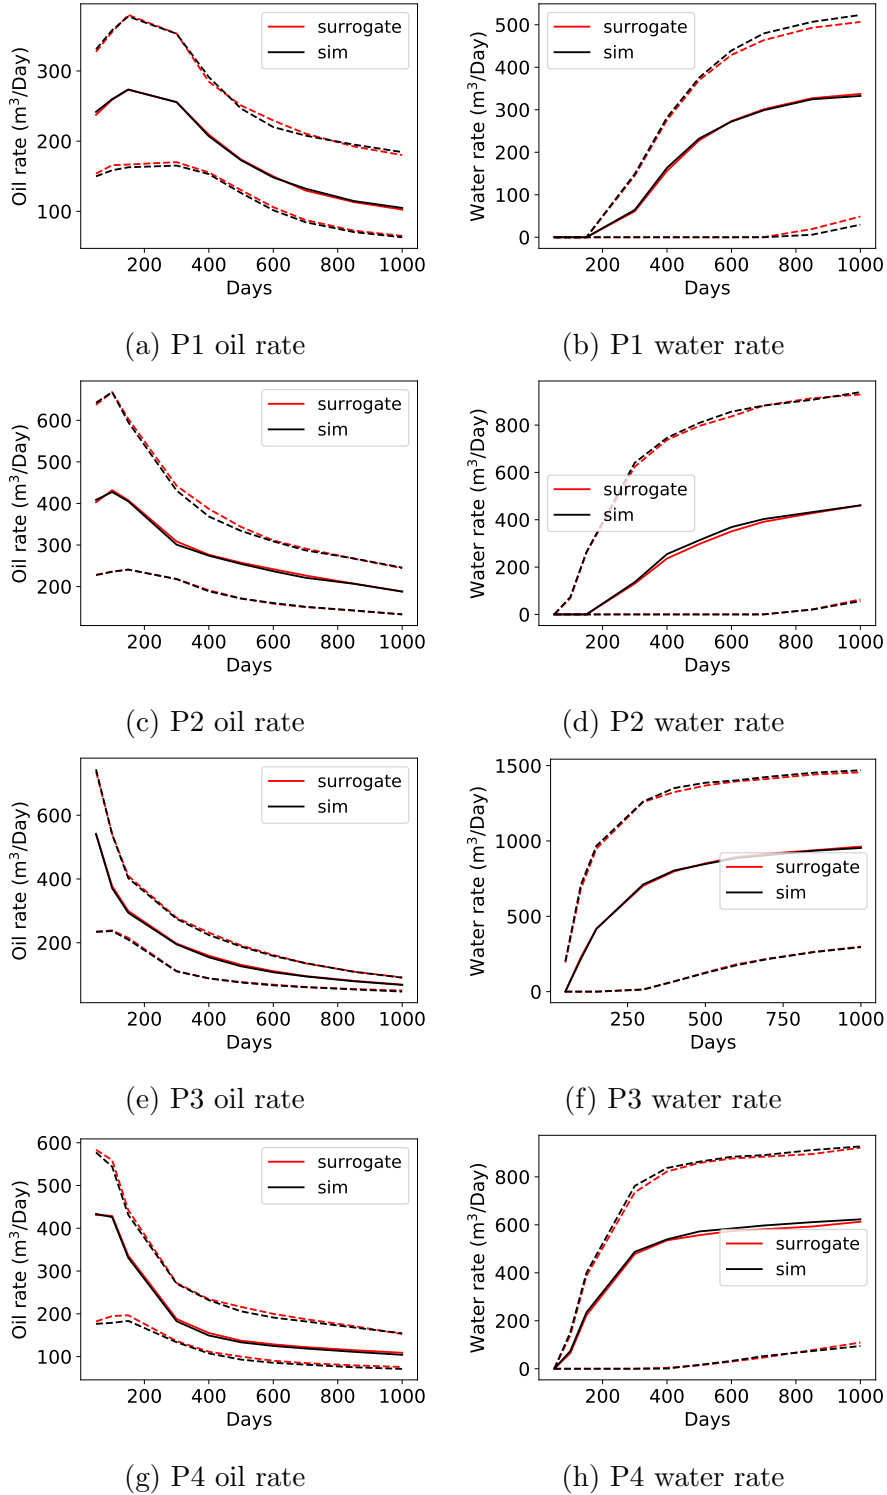 surrogate
sim
Oil rate (m³/Day)
300
200
100
200 400 600 800 1000
Days
(a) P1 oil rate
surrogate
sim
Water rate (m³/Day)
500
400
300
200
100
0
200 400 600 800 1000
Days
(b) P1 water rate
surrogate
sim
Oil rate (m³/Day)
600
500
400
300
200
200 400 600 800 1000
Days
(c) P2 oil rate
surrogate
sim
Water rate (m³/Day)
800
600
400
200
0
200 400 600 800 1000
Days
(d) P2 water rate
surrogate
sim
Oil rate (m³/Day)
600
400
200
200 400 600 800 1000
Days
(e) P3 oil rate
surrogate
sim
Water rate (m³/Day)
1500
1000
500
0
250 500 750 1000
Days
(f) P3 water rate
surrogate
sim
Oil rate (m³/Day)
600
500
400
300
200
100
200 400 600 800 1000
Days
(g) P4 oil rate
surrogate
sim
Water rate (m³/Day)
800
600
400
200
0
200 400 600 800 1000
Days
(h) P4 water rate